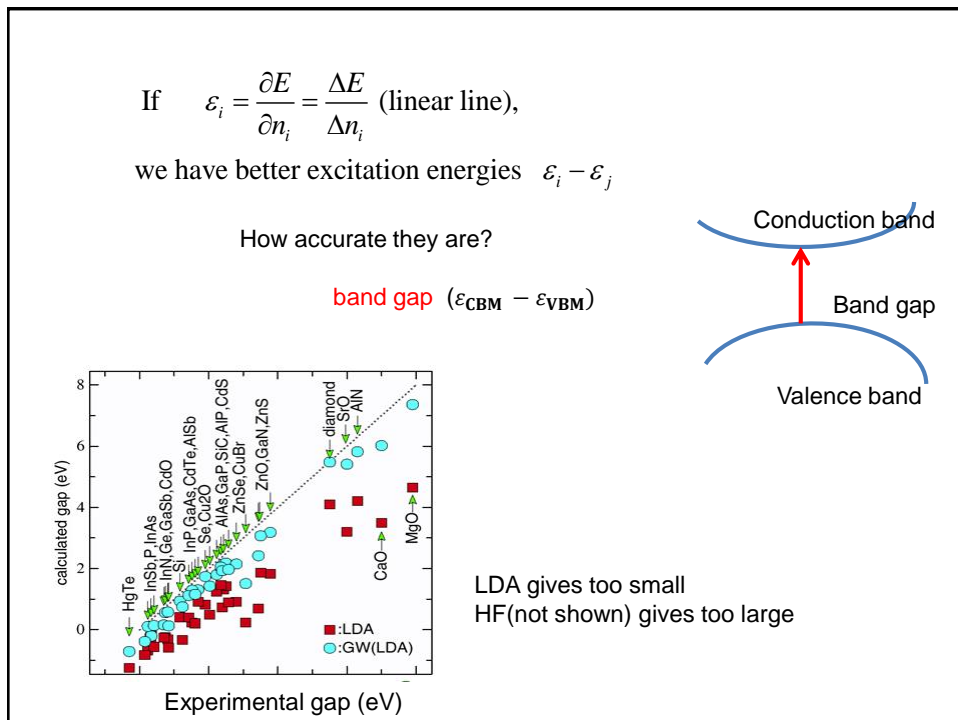 If εᵢ = ∂E/∂nᵢ = ΔE/Δnᵢ (linear line),
we have better excitation energies εᵢ − εⱼ
How accurate they are?
band gap (ε_CBM − ε_VBM)
Conduction band
Band gap
Valence band
calculated gap (eV)
8
6
4
2
0
HgTe
InSb,P,InAs
InN,Ge,GaSb,CdO
Si
InP,GaAs,CdTe,AlSb
Se,Cu2O
AlAs,GaP,SiC,AlP,CdS
ZnSe,CuBr
ZnO,GaN,ZnS
diamond
SrO
AlN
CaO
MgO
:LDA
:GW(LDA)
Experimental gap (eV)
LDA gives too small
HF(not shown) gives too large